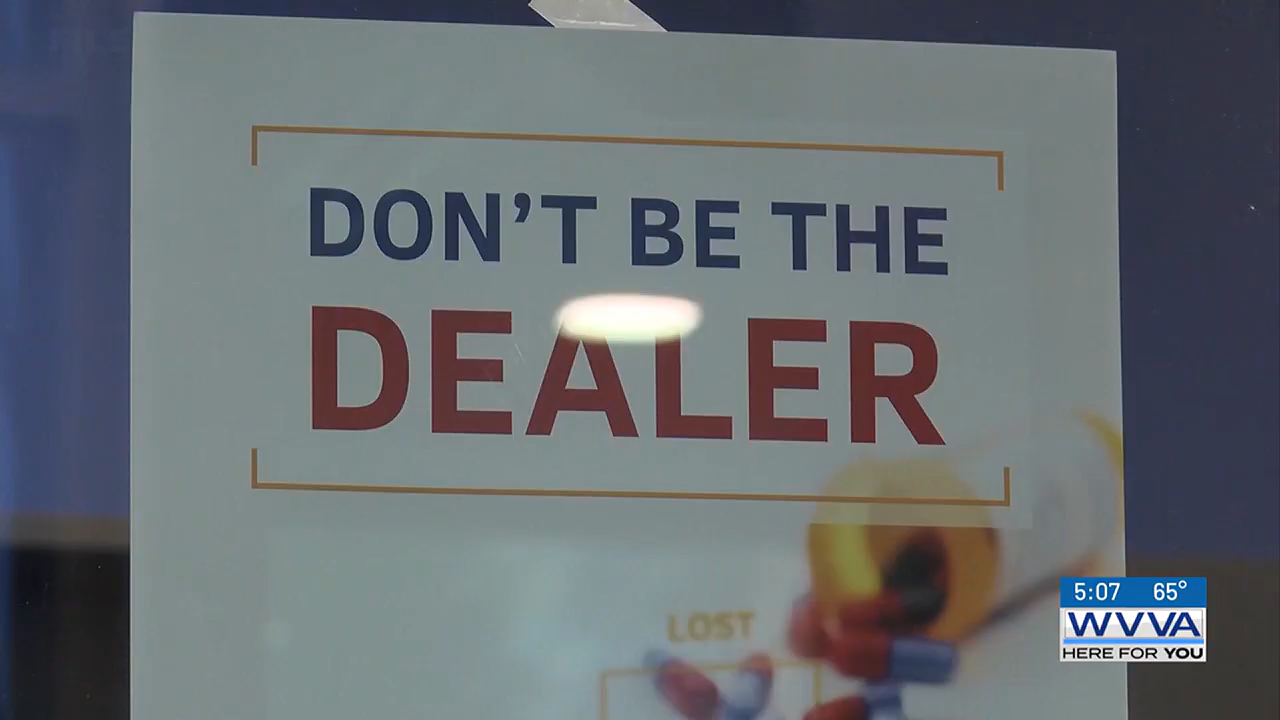 DON'T BE THE
DEALER
LOST
5:07 65°
WVVA
HERE FOR YOU